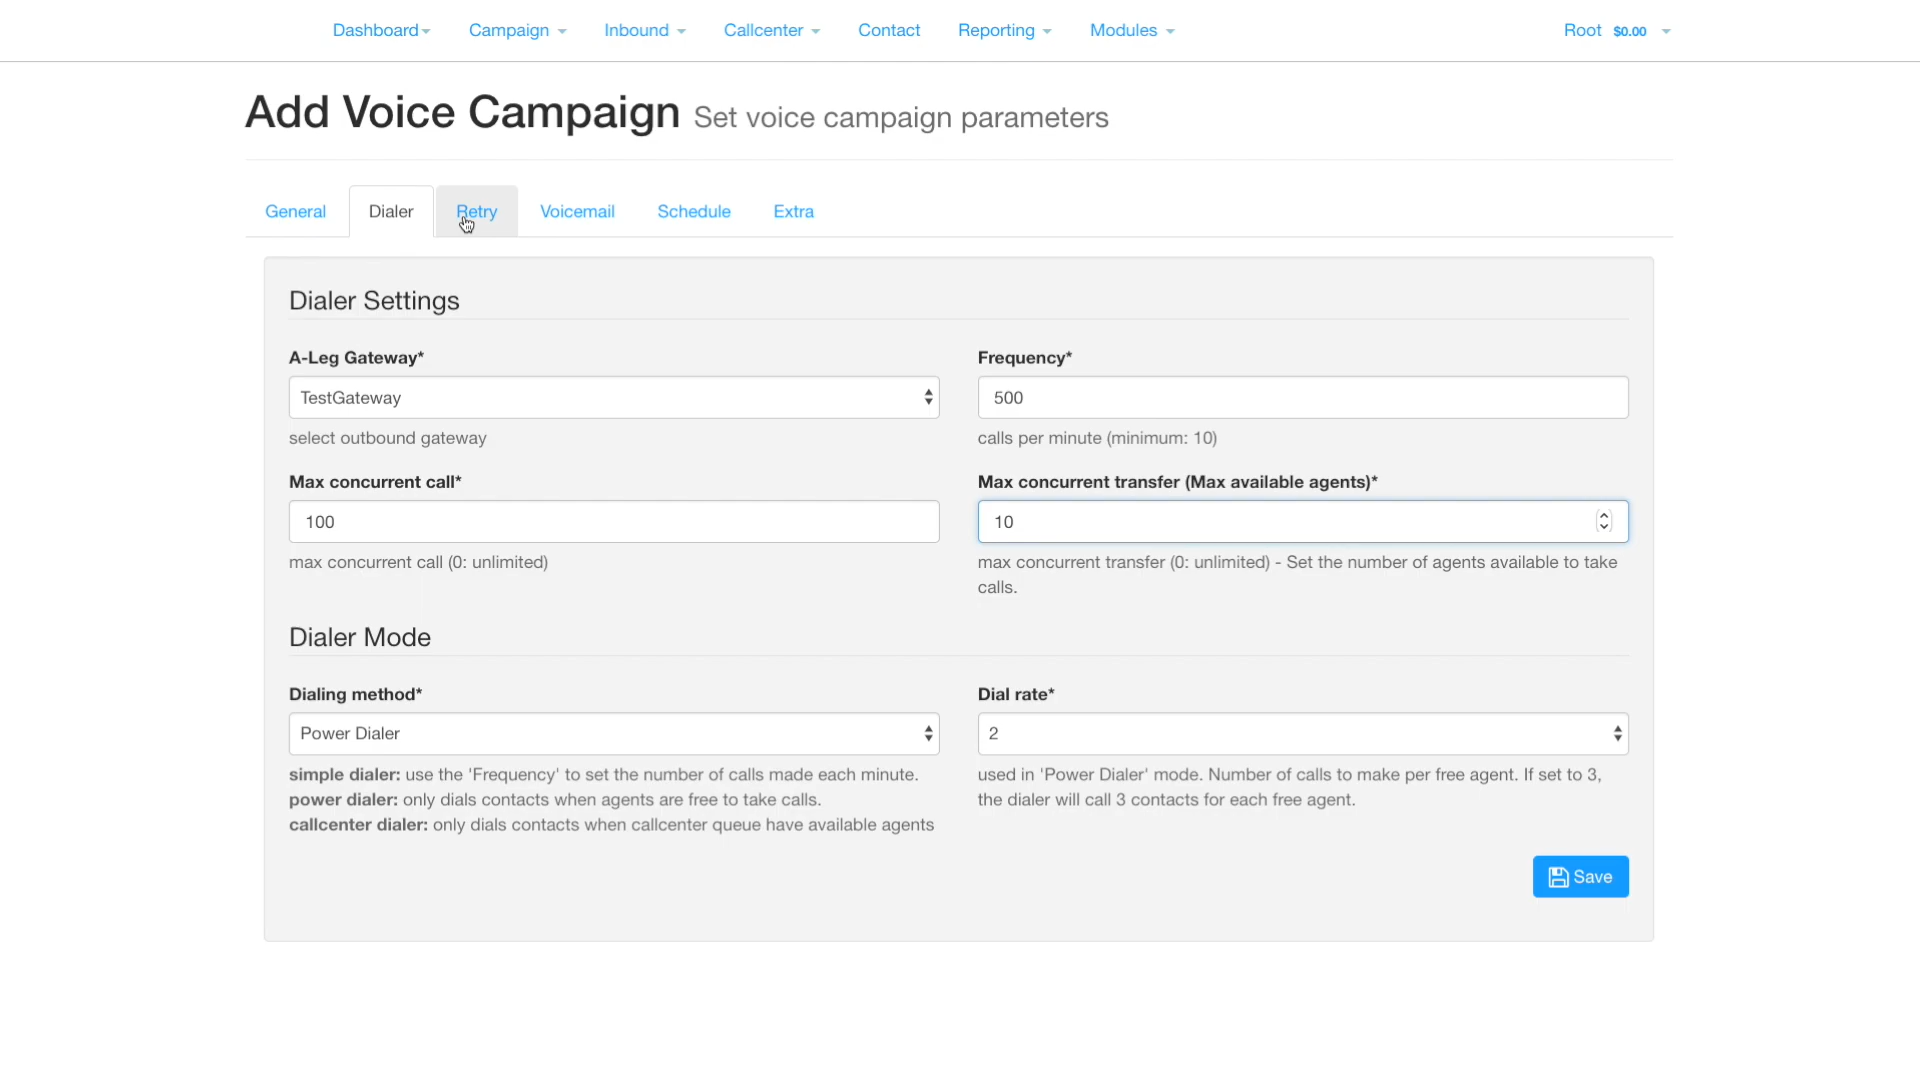 Dashboard Campaign Inbound Callcenter Contact Reporting Modules Root $0.00
Add Voice Campaign Set voice campaign parameters
General Dialer Retry Voicemail Schedule Extra
Dialer Settings
A-Leg Gateway* Frequency*
TestGateway 500
select outbound gateway calls per minute (minimum: 10)
Max concurrent call* Max concurrent transfer (Max available agents)*
100 10
max concurrent call (0: unlimited) max concurrent transfer (0: unlimited) - Set the number of agents available to take
calls.
Dialer Mode
Dialing method* Dial rate*
Power Dialer 2
simple dialer: use the 'Frequency' to set the number of calls made each minute. used in 'Power Dialer' mode. Number of calls to make per free agent. If set to 3,
power dialer: only dials contacts when agents are free to take calls. the dialer will call 3 contacts for each free agent.
callcenter dialer: only dials contacts when callcenter queue have available agents
Save